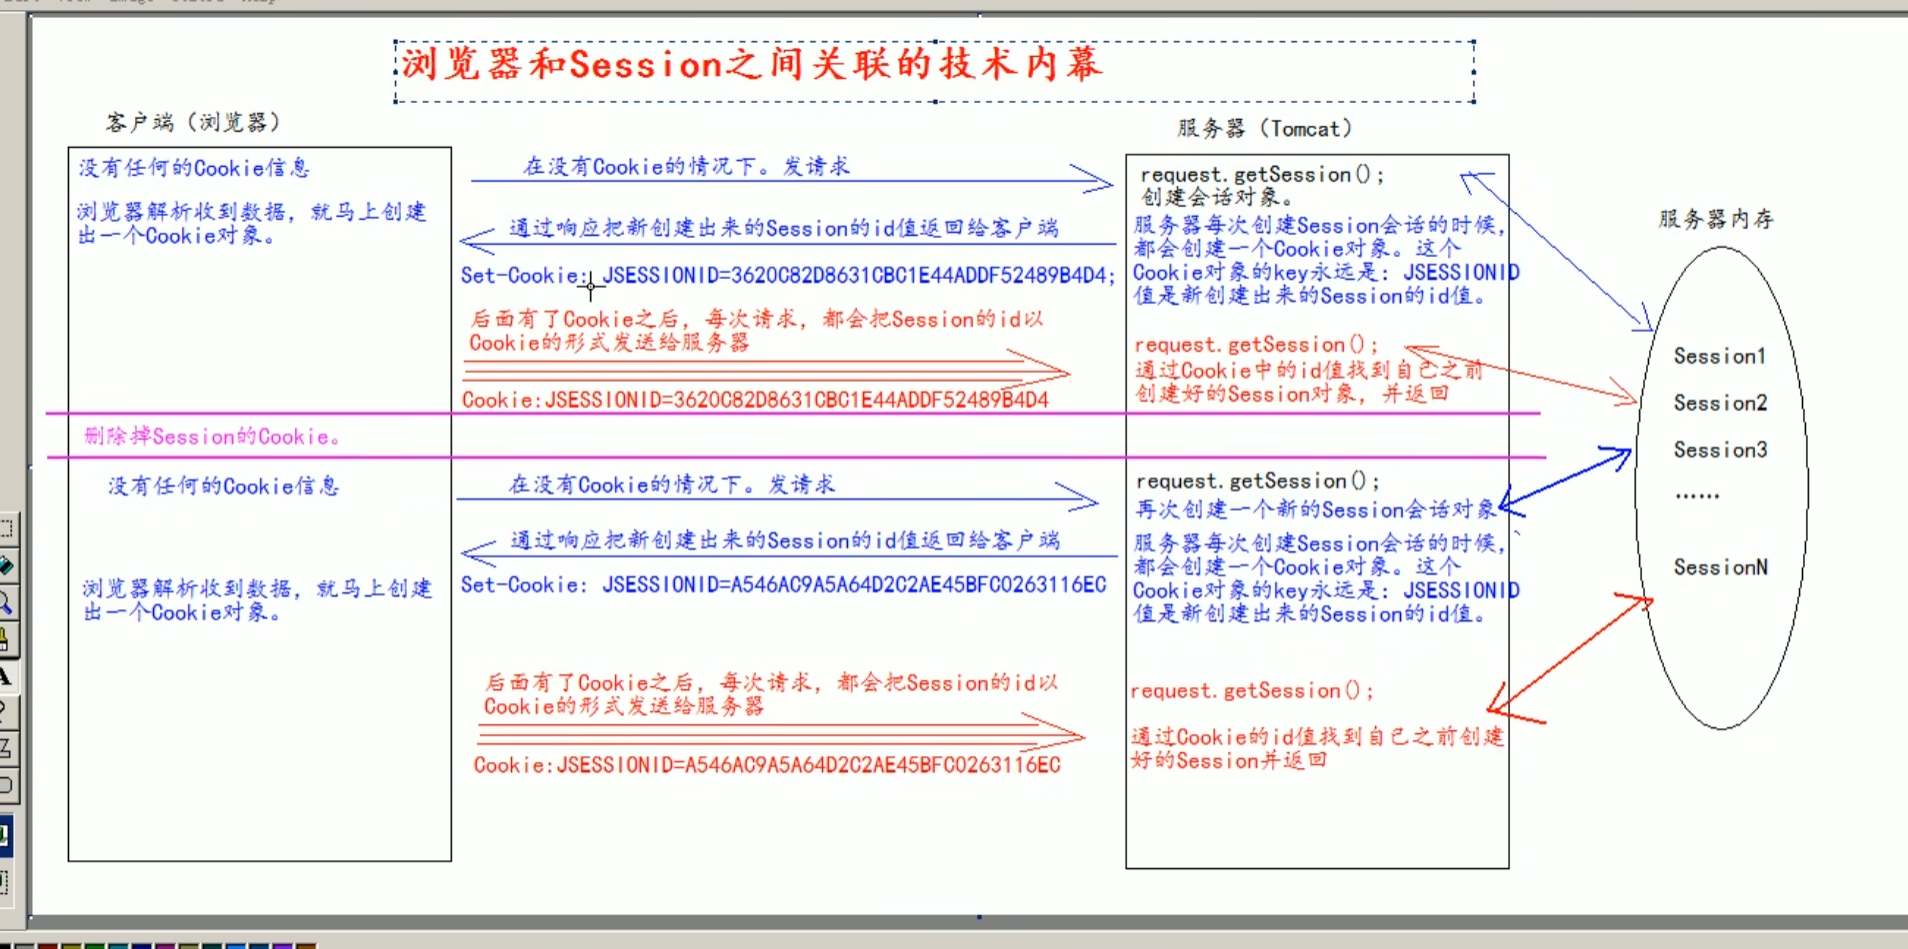 浏览器和Session之间关联的技术内幕
客户端（浏览器）
没有任何的Cookie信息
浏览器解析收到数据，就马上创建
出一个Cookie对象。
在没有Cookie的情况下。发请求
通过响应把新创建出来的Session的id值返回给客户端
Set-Cookie: JSESSIONID=3620C82D8631CBC1E44ADDF52489B4D4;
后面有了Cookie之后，每次请求，都会把Session的id以
Cookie的形式发送给服务器
Cookie:JSESSIONID=3620C82D8631CBC1E44ADDF52489B4D4
服务器（Tomcat）
request.getSession();
创建会话对象。
服务器每次创建Session会话的时候，
都会创建一个Cookie对象。这个
Cookie对象的key永远是：JSESSIONID
值是新创建出来的Session的id值。
request.getSession();
通过Cookie中的id值找到自己之前
创建好的Session对象，并返回
服务器内存
Session1
Session2
Session3
......
SessionN
删除掉Session的Cookie。
没有任何的Cookie信息
浏览器解析收到数据，就马上创建
出一个Cookie对象。
在没有Cookie的情况下。发请求
通过响应把新创建出来的Session的id值返回给客户端
Set-Cookie: JSESSIONID=A546AC9A5A64D2C2AE45BFC0263116EC
后面有了Cookie之后，每次请求，都会把Session的id以
Cookie的形式发送给服务器
Cookie:JSESSIONID=A546AC9A5A64D2C2AE45BFC0263116EC
request.getSession();
再次创建一个新的Session会话对象
服务器每次创建Session会话的时候，
都会创建一个Cookie对象。这个
Cookie对象的key永远是：JSESSIONID
值是新创建出来的Session的id值。
request.getSession();
通过Cookie的id值找到自己之前创建
好的Session并返回